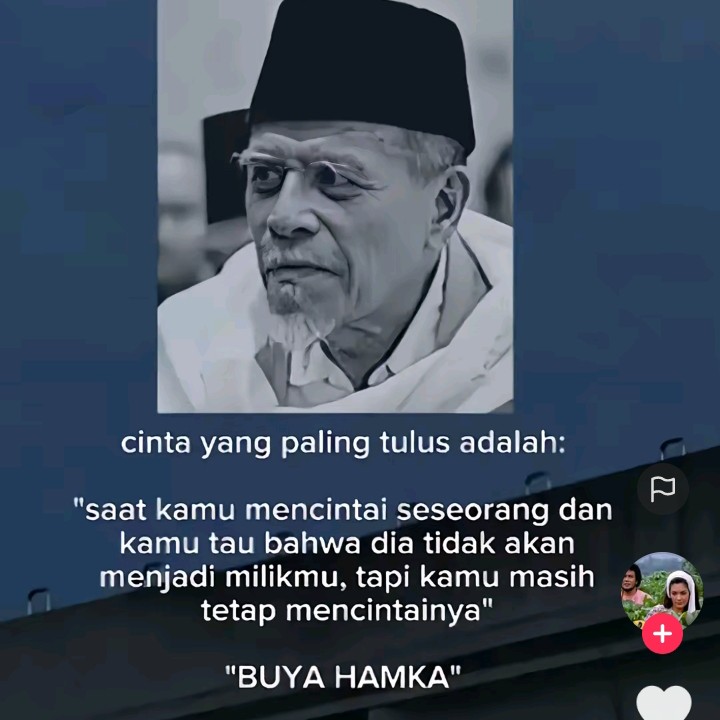 cinta yang paling tulus adalah:
"saat kamu mencintai seseorang dan
kamu tau bahwa dia tidak akan
menjadi milikmu, tapi kamu masih
tetap mencintainya"
"BUYA HAMKA"